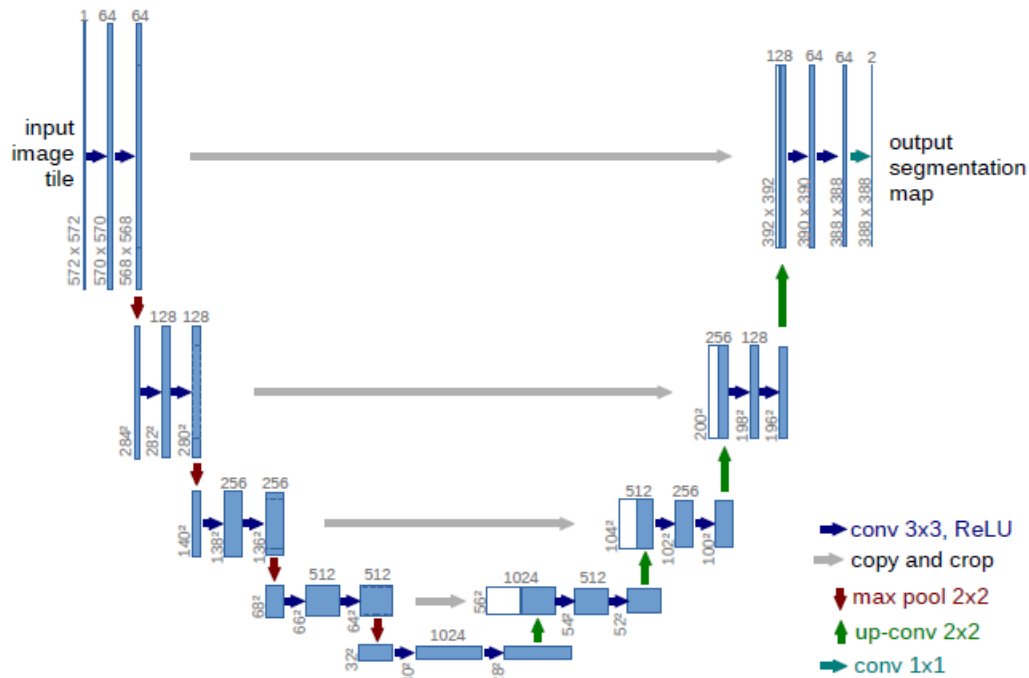 1 64 64
128
64
64
2
input
image
tile
output
segmentation
map
572 x 572
570 x 570
568 x 568
392 x 392
390 x 390
388 x 388
388 x 388
128 128
256 128
284²
282²
280²
200²
198²
196²
256 256
512 256
140²
138²
136²
104²
102²
100²
512 512
1024 512
68²
66²
64²
56²
54²
52²
1024
32²
conv 3x3, ReLU
copy and crop
max pool 2x2
up-conv 2x2
conv 1x1